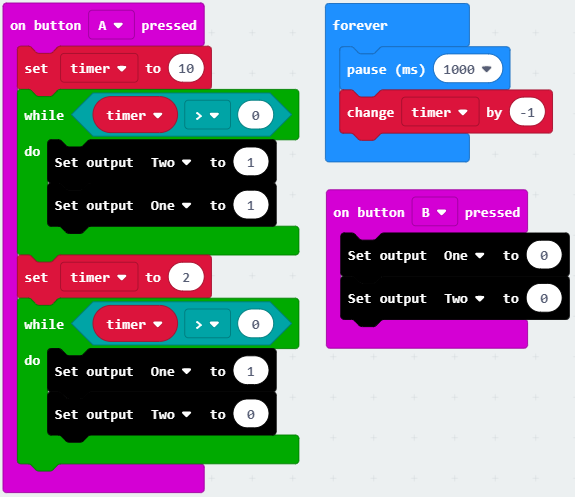 on button A pressed
set timer to 10
while timer > 0
do
Set output Two to 1
Set output One to 1
set timer to 2
while timer > 0
do
Set output One to 1
Set output Two to 0
forever
pause (ms) 1000
change timer by -1
on button B pressed
Set output One to 0
Set output Two to 0